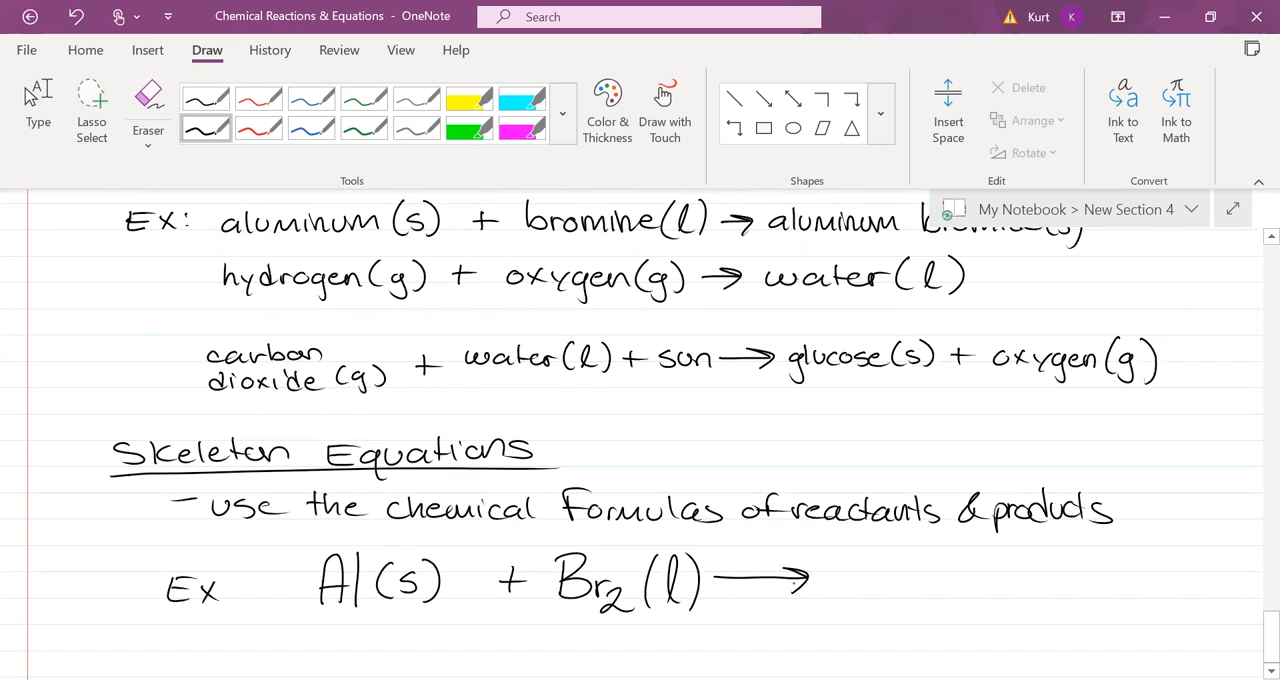 Chemical Reactions & Equations - OneNote
Search
Kurt
K
File Home Insert Draw History Review View Help
Type
Lasso Select
Eraser
Color & Thickness
Draw with Touch
Insert Space
Delete
Arrange
Rotate
Ink to Text
Ink to Math
Tools
Shapes
Edit
Convert
My Notebook > New Section 4
Ex: aluminum (s) + bromine(l) → aluminum bromide(s)
hydrogen(g) + oxygen(g) → water(l)
carbon dioxide (g) + water(l) + sun → glucose(s) + oxygen(g)
Skeleton Equations
- use the chemical Formulas of reactants & products
Ex Al(s) + Br₂(l) →